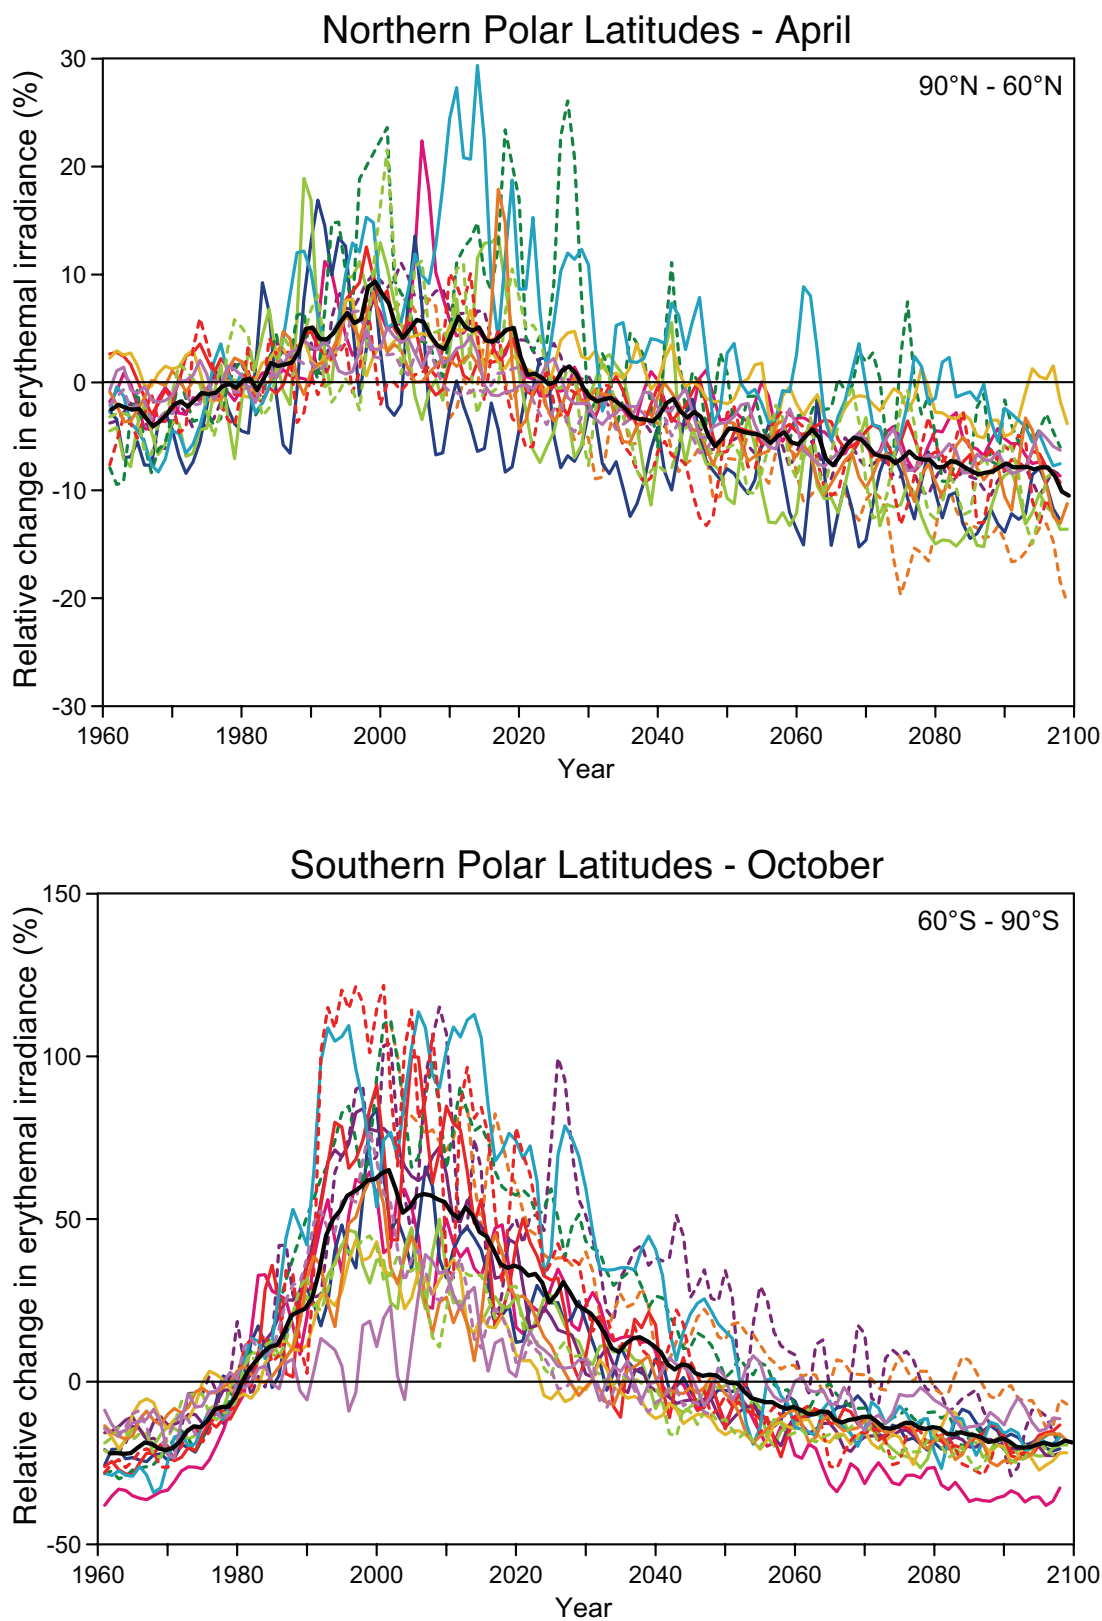 Northern Polar Latitudes - April
90°N - 60°N
Relative change in erythemal irradiance (%)
30
20
10
0
-10
-20
-30
1960 1980 2000 2020 2040 2060 2080 2100
Year
Southern Polar Latitudes - October
60°S - 90°S
Relative change in erythemal irradiance (%)
150
100
50
0
-50
1960 1980 2000 2020 2040 2060 2080 2100
Year